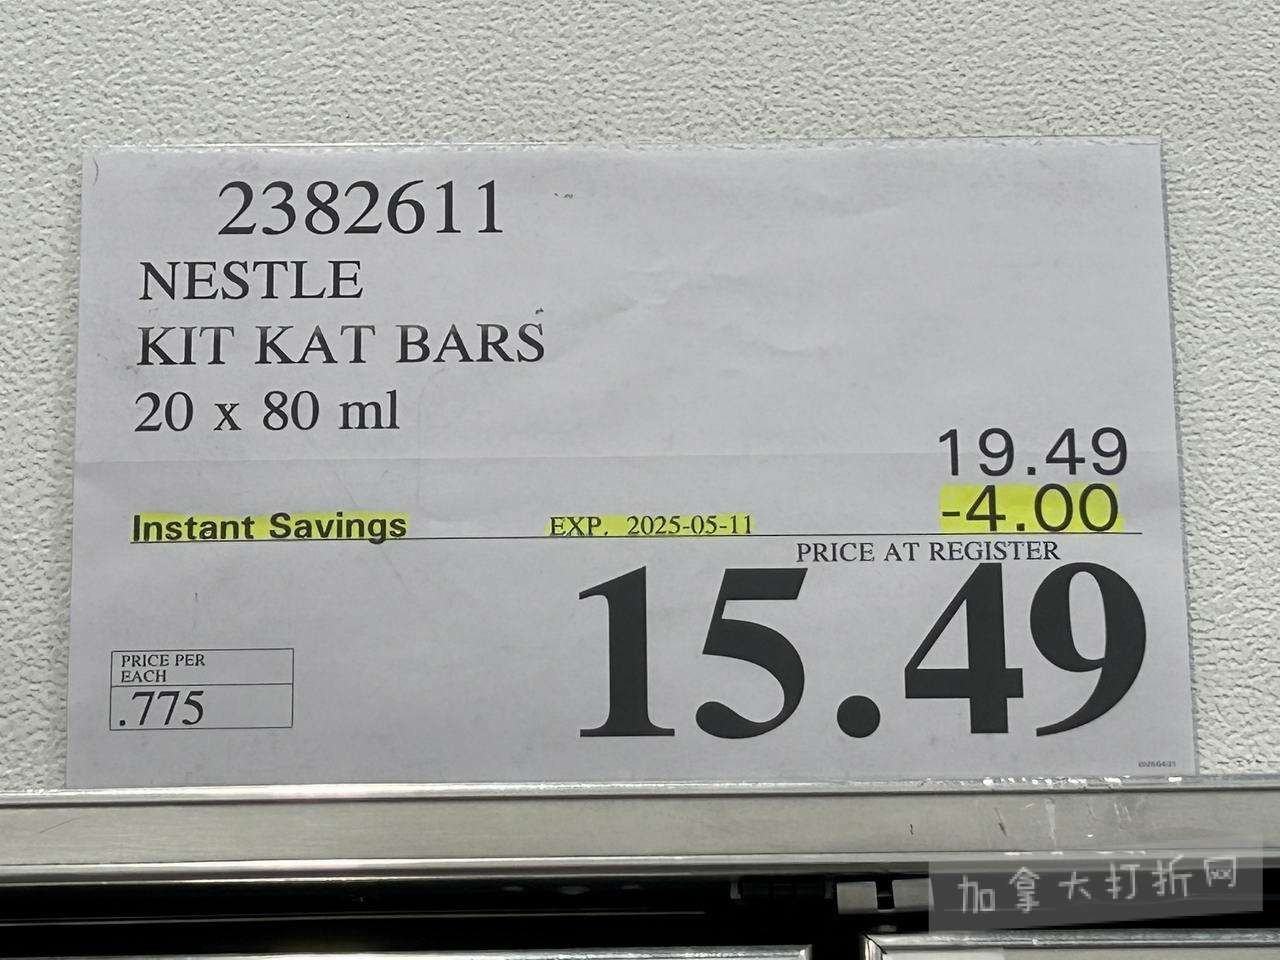 2382611
NESTLE
KIT KAT BARS
20 x 80 ml
19.49
Instant Savings EXP. 2025-05-11 -4.00
PRICE AT REGISTER
15.49
PRICE PER
EACH
.775
加拿大打折网